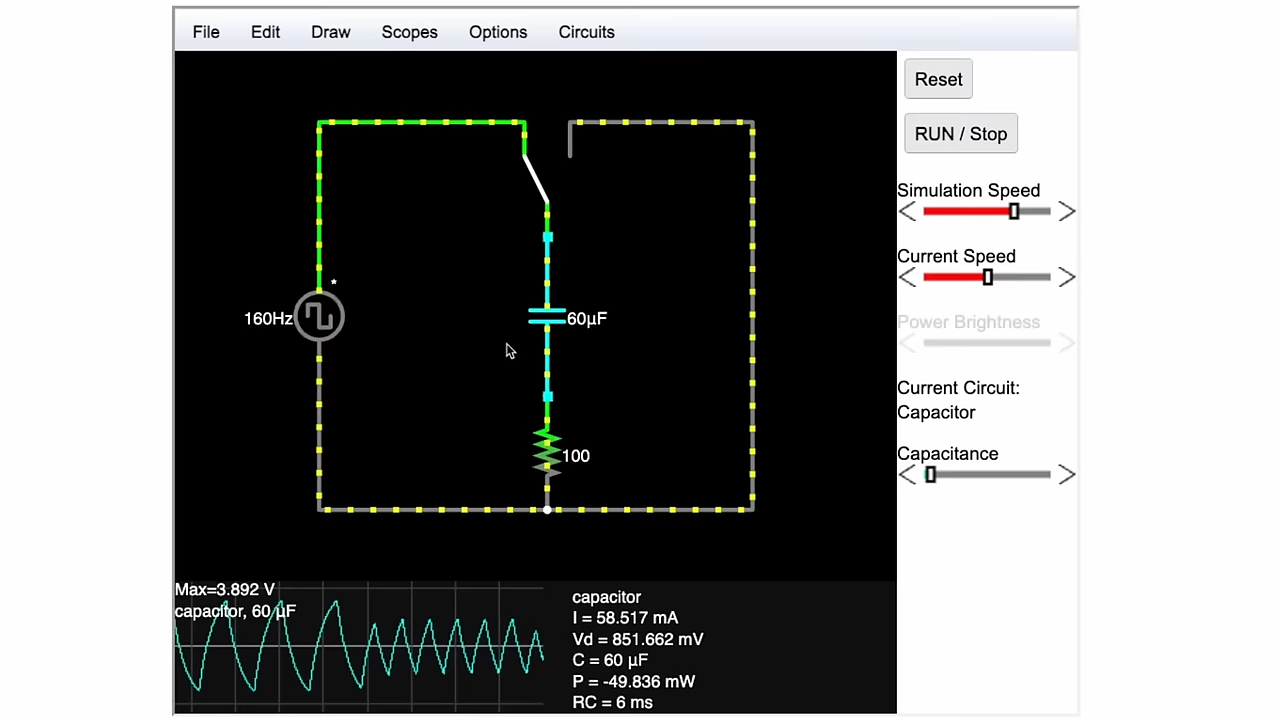 File Edit Draw Scopes Options Circuits
Reset
RUN / Stop
Simulation Speed
Current Speed
Power Brightness
Current Circuit:
Capacitor
Capacitance
*
160Hz
60µF
100
Max=3.892 V
capacitor, 60 µF
capacitor
I = 58.517 mA
Vd = 851.662 mV
C = 60 µF
P = -49.836 mW
RC = 6 ms